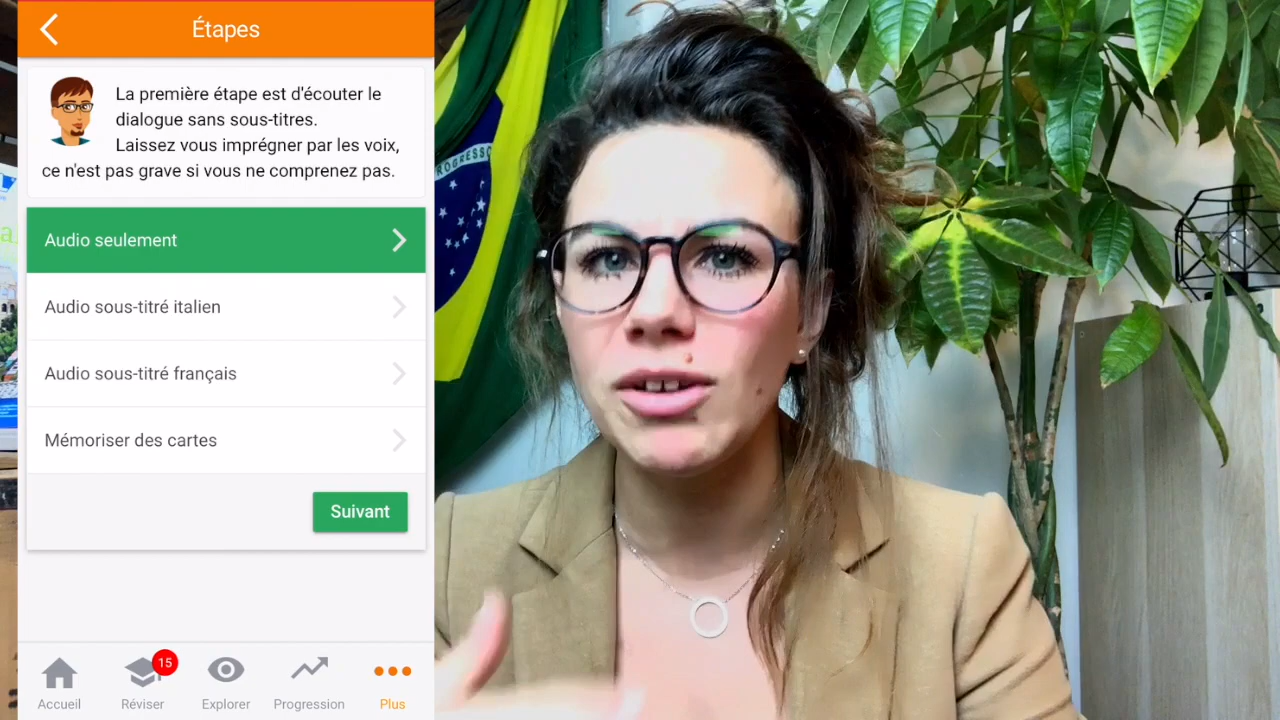 Étapes
La première étape est d'écouter le
dialogue sans sous-titres.
Laissez vous imprégner par les voix,
ce n'est pas grave si vous ne comprenez pas.
Audio seulement
Audio sous-titré italien
Audio sous-titré français
Mémoriser des cartes
Suivant
15
Accueil
Réviser
Explorer
Progression
Plus
PROGRESSO